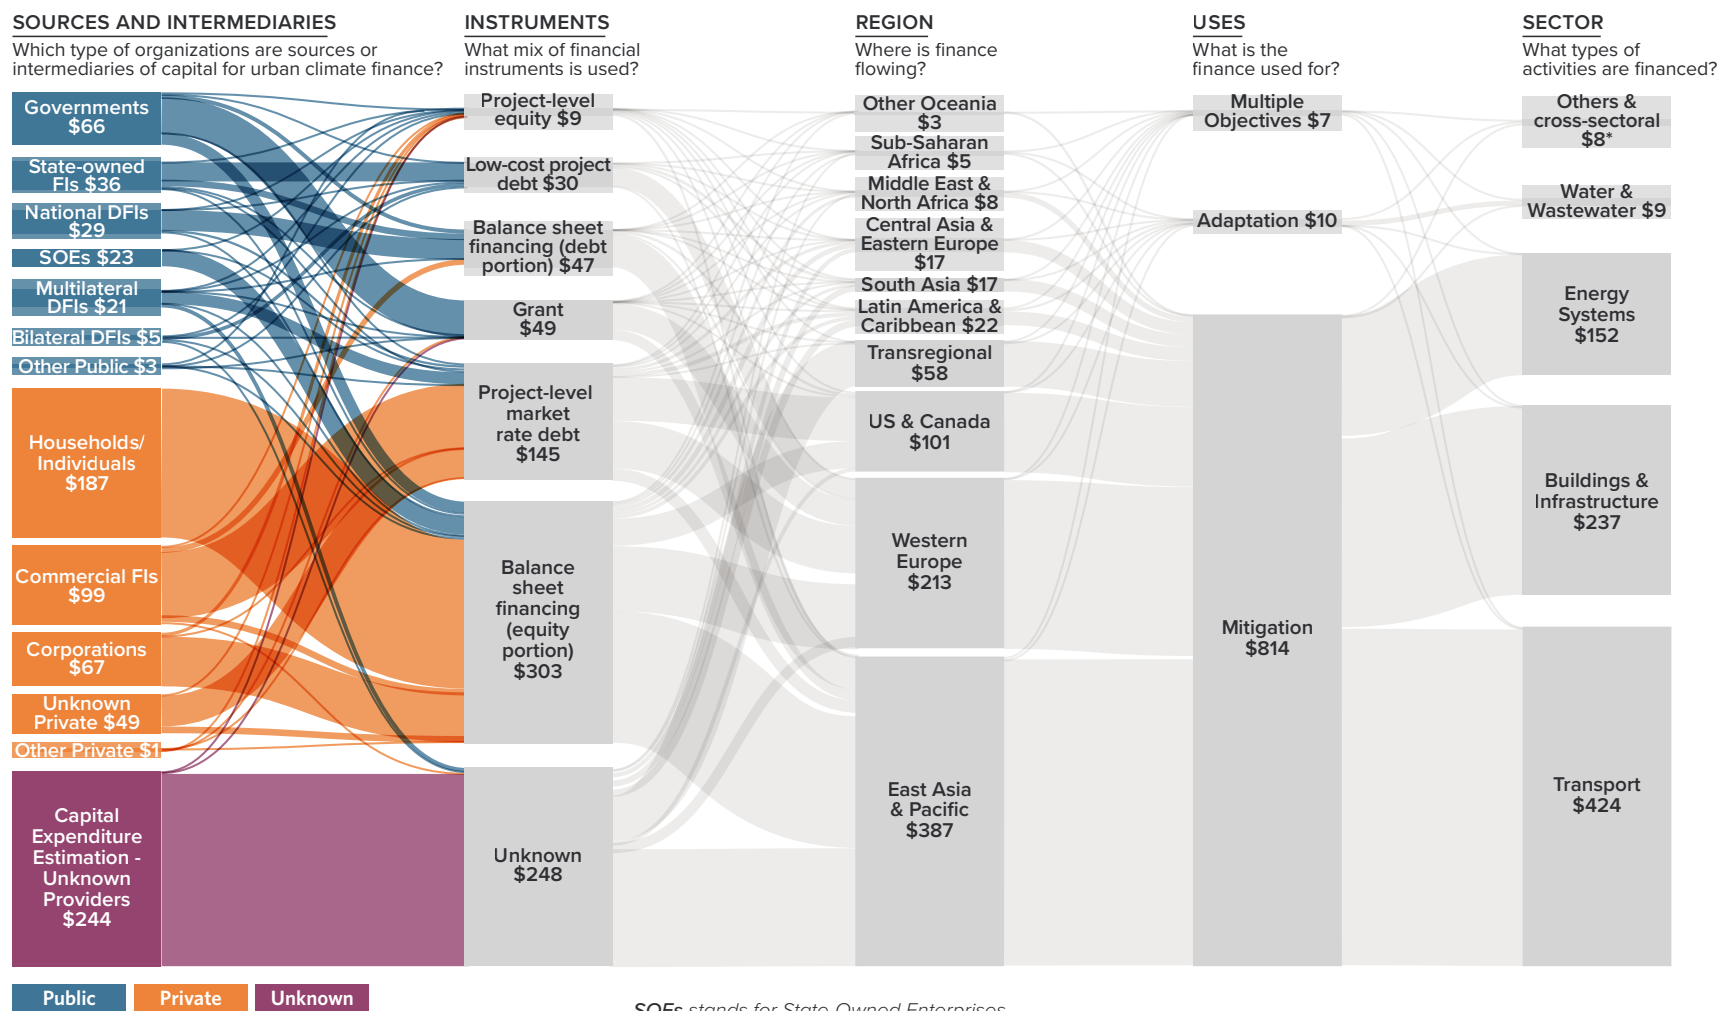 SOURCES AND INTERMEDIARIES
Which type of organizations are sources or
intermediaries of capital for urban climate finance?
Governments
$66
State-owned
FIs $36
National DFIs
$29
SOEs $23
Multilateral
DFIs $21
Bilateral DFIs $5
Other Public $3
Households/
Individuals
$187
Commercial FIs
$99
Corporations
$67
Unknown
Private $49
Other Private $1
Capital
Expenditure
Estimation -
Unknown
Providers
$244
INSTRUMENTS
What mix of financial
instruments is used?
Project-level
equity $9
Low-cost project
debt $30
Balance sheet
financing (debt
portion) $47
Grant
$49
Project-level
market
rate debt
$145
Balance
sheet
financing
(equity
portion)
$303
Unknown
$248
REGION
Where is finance
flowing?
Other Oceania
$3
Sub-Saharan
Africa $5
Middle East &
North Africa $8
Central Asia &
Eastern Europe
$17
South Asia $17
Latin America &
Caribbean $22
Transregional
$58
US & Canada
$101
Western
Europe
$213
East Asia
& Pacific
$387
USES
What is the
finance used for?
Multiple
Objectives $7
Adaptation $10
Mitigation
$814
SECTOR
What types of
activities are financed?
Others &
cross-sectoral
$8*
Water &
Wastewater $9
Energy
Systems
$152
Buildings &
Infrastructure
$237
Transport
$424
Public
Private
Unknown
SOEs stands for State Owned Enterprises